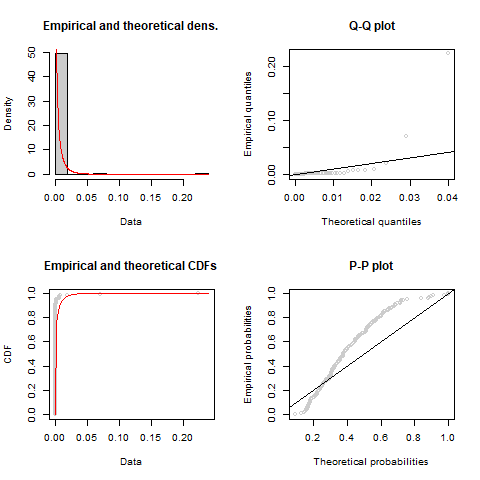 Empirical and theoretical dens.
Density
0 10 20 30 40 50
0.00 0.05 0.10 0.15 0.20
Data
Q-Q plot
Empirical quantiles
0.00 0.10 0.20
0.00 0.01 0.02 0.03 0.04
Theoretical quantiles
Empirical and theoretical CDFs
CDF
0.0 0.2 0.4 0.6 0.8 1.0
0.00 0.05 0.10 0.15 0.20
Data
P-P plot
Empirical probabilities
0.0 0.2 0.4 0.6 0.8 1.0
0.2 0.4 0.6 0.8 1.0
Theoretical probabilities